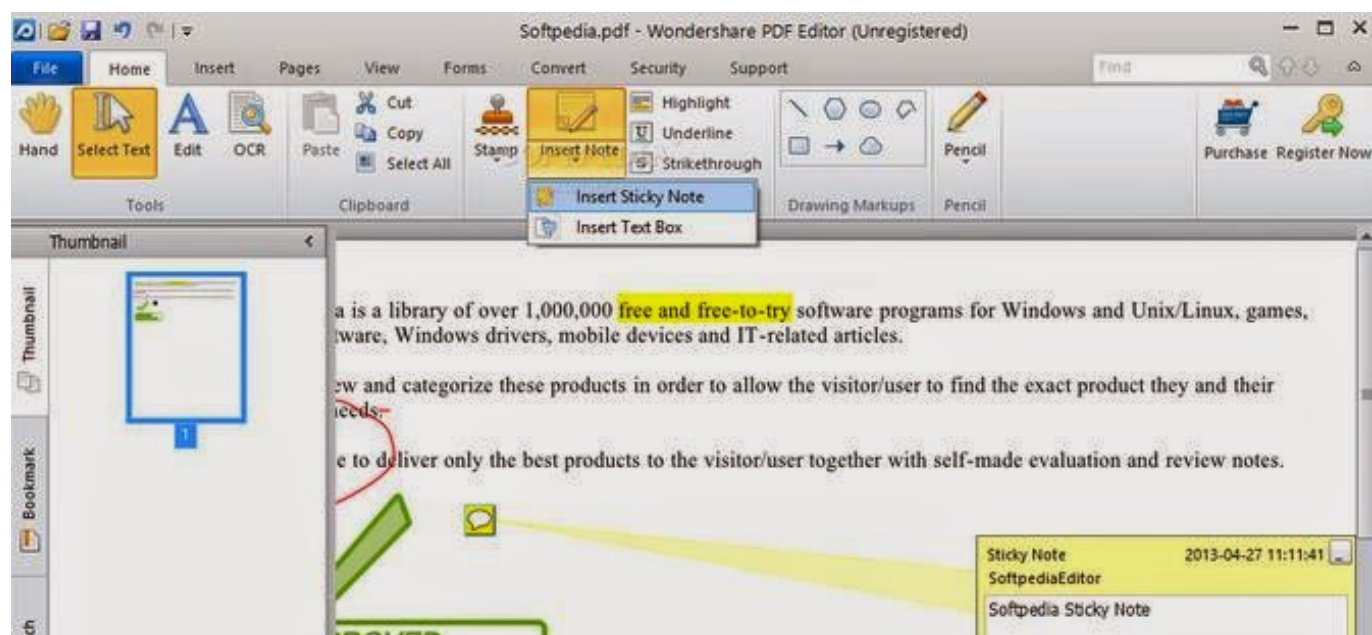 Softpedia.pdf - Wondershare PDF Editor (Unregistered)
File Home Insert Pages View Forms Convert Security Support Find
Hand Select Text Edit OCR
Paste Cut
Copy
Select All
Stamp Insert Note Highlight
Underline
Strikethrough
Pencil
Purchase Register Now
Tools Clipboard Drawing Markups Pencil
Insert Sticky Note
Insert Text Box
Thumbnail
Thumbnail
Bookmark
1
a is a library of over 1,000,000 free and free-to-try software programs for Windows and Unix/Linux, games,
tware, Windows drivers, mobile devices and IT-related articles.
ew and categorize these products in order to allow the visitor/user to find the exact product they and their
needs.
e to deliver only the best products to the visitor/user together with self-made evaluation and review notes.
Sticky Note 2013-04-27 11:11:41
SoftpediaEditor
Softpedia Sticky Note